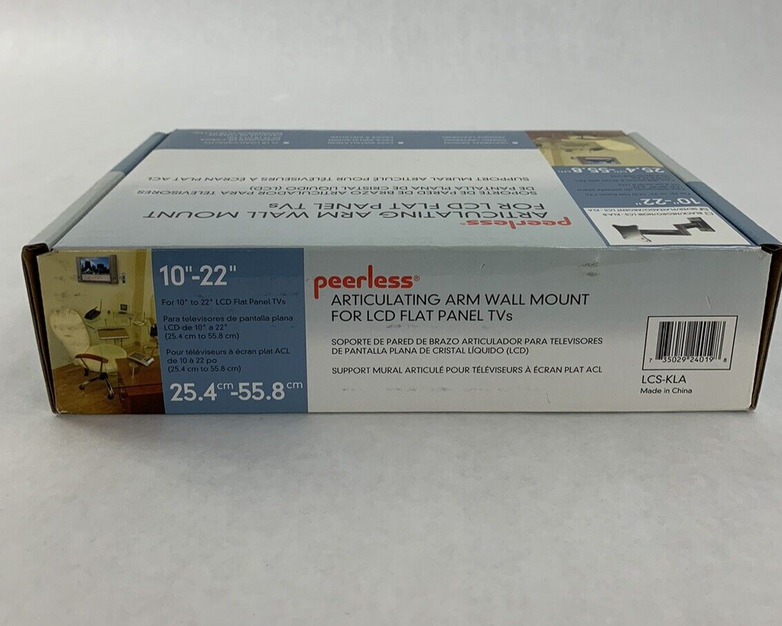 SUPPORT MURAL ARTICULÉ POUR TÉLÉVISEURS À ÉCRAN PLAT ACL
SOPORTE DE PARED DE BRAZO ARTICULADOR PARA TELEVISORES
DE PANTALLA PLANA DE CRISTAL LÍQUIDO (LCD)
ARTICULATING ARM WALL MOUNT
FOR LCD FLAT PANEL TVs
peerless
25.4cm-55.8cm
10"-22"
10"-22"
For 10" to 22" LCD Flat Panel TVs
Para televisores de pantalla plana
LCD de 10" a 22"
(25.4 cm to 55.8 cm)
Pour téléviseurs à écran plat ACL
de 10 à 22 po
(25.4 cm to 55.8 cm)
25.4cm-55.8cm
peerless®
ARTICULATING ARM WALL MOUNT
FOR LCD FLAT PANEL TVs
SOPORTE DE PARED DE BRAZO ARTICULADOR PARA TELEVISORES
DE PANTALLA PLANA DE CRISTAL LÍQUIDO (LCD)
SUPPORT MURAL ARTICULÉ POUR TÉLÉVISEURS À ÉCRAN PLAT ACL
7 35029 24019 8
LCS-KLA
Made in China